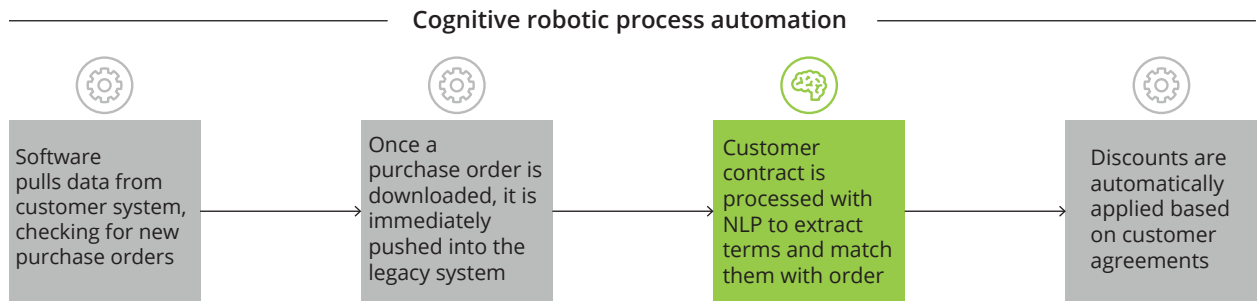 Cognitive robotic process automation
Software
pulls data from
customer system,
checking for new
purchase orders
Once a
purchase order is
downloaded, it is
immediately
pushed into the
legacy system
Customer
contract is
processed with
NLP to extract
terms and match
them with order
Discounts are
automatically
applied based
on customer
agreements